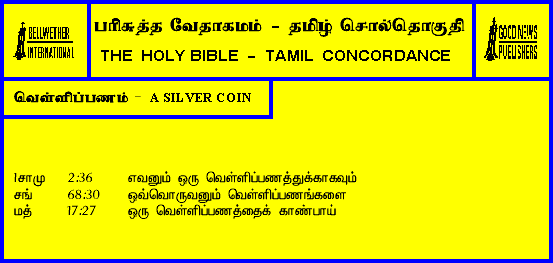 BELLWETHER
INTERNATIONAL
பரிசுத்த வேதாகமம் - தமிழ் சொல்தொகுதி
THE HOLY BIBLE - TAMIL CONCORDANCE
GOOD NEWS
PUBLISHERS
வெள்ளிப்பணம் - A SILVER COIN
1சாமு 2:36 எவனும் ஒரு வெள்ளிப்பணத்துக்காகவும்
சங் 68:30 ஒவ்வொருவனும் வெள்ளிப்பணங்களை
மத் 17:27 ஒரு வெள்ளிப்பணத்தைக் காண்பாய்